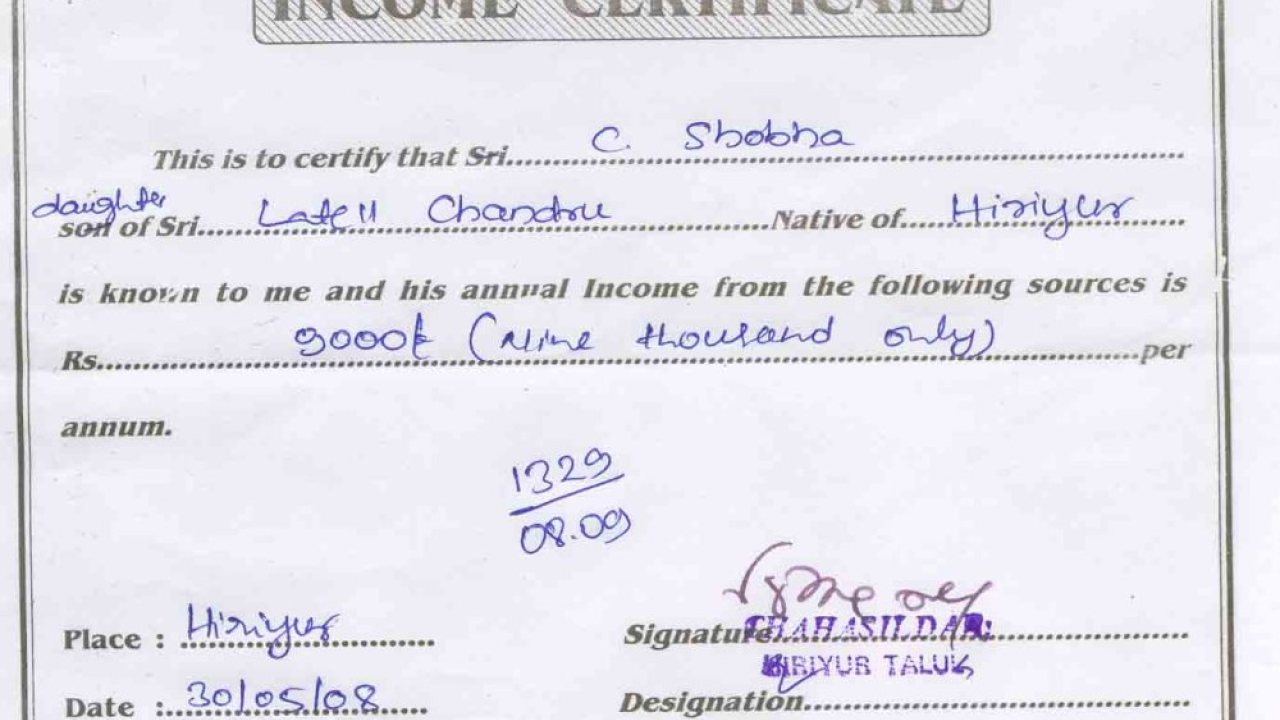 INCOME CERTIFICATE
This is to certify that Sri....... C. Shobha .......
daughter
son of Sri....... Late Chandru .......Native of....... Hiriyur .......
is known to me and his annual Income from the following sources is
Rs....... 9000/- (Nine thousand only) .......per
annum.
1329
08.09
Place : Hiriyur
Signature....... THAHASILDAR
HIRIYUR TALUK
Date :....... 30/05/08 .......
Designation.......